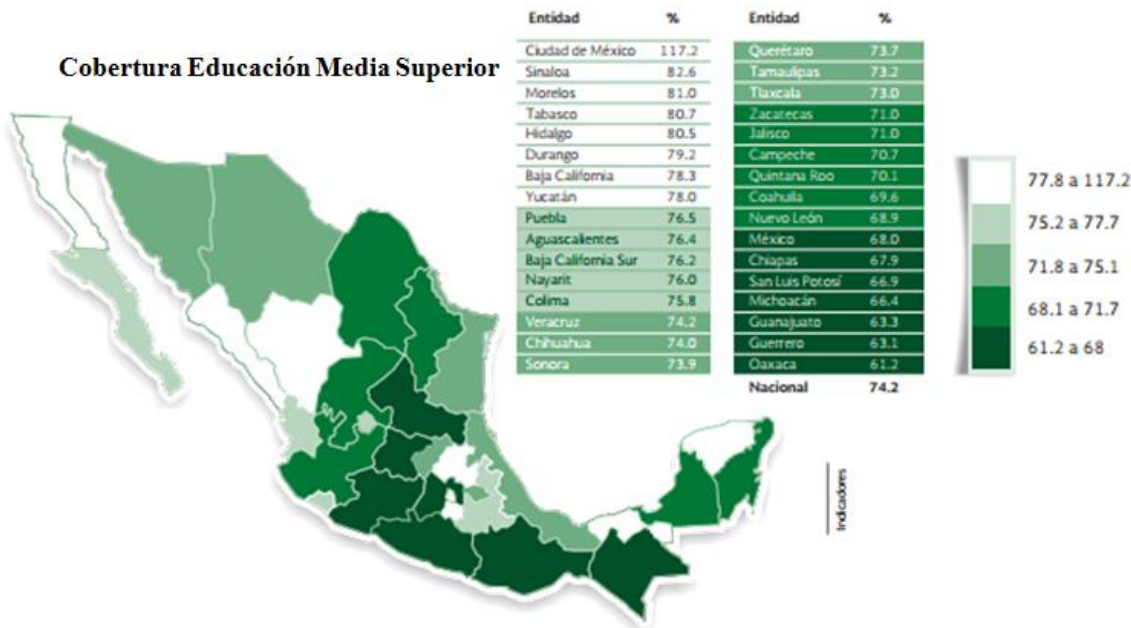 Cobertura Educación Media Superior
Entidad %
Ciudad de México 117.2
Sinaloa 82.6
Morelos 81.0
Tabasco 80.7
Hidalgo 80.5
Durango 79.2
Baja California 78.3
Yucatán 78.0
Puebla 76.5
Aguascalientes 76.4
Baja California Sur 76.2
Nayarit 76.0
Colima 75.8
Veracruz 74.2
Chihuahua 74.0
Sonora 73.9
Entidad %
Querétaro 73.7
Tamaulipas 73.2
Tlaxcala 73.0
Zacatecas 71.0
Jalisco 71.0
Campeche 70.7
Quintana Roo 70.1
Coahuila 69.6
Nuevo León 68.9
México 68.0
Chiapas 67.9
San Luis Potosí 66.9
Michoacán 66.4
Guanajuato 63.3
Guerrero 63.1
Oaxaca 61.2
Nacional 74.2
77.8 a 117.2
75.2 a 77.7
71.8 a 75.1
68.1 a 71.7
61.2 a 68
Indicadores